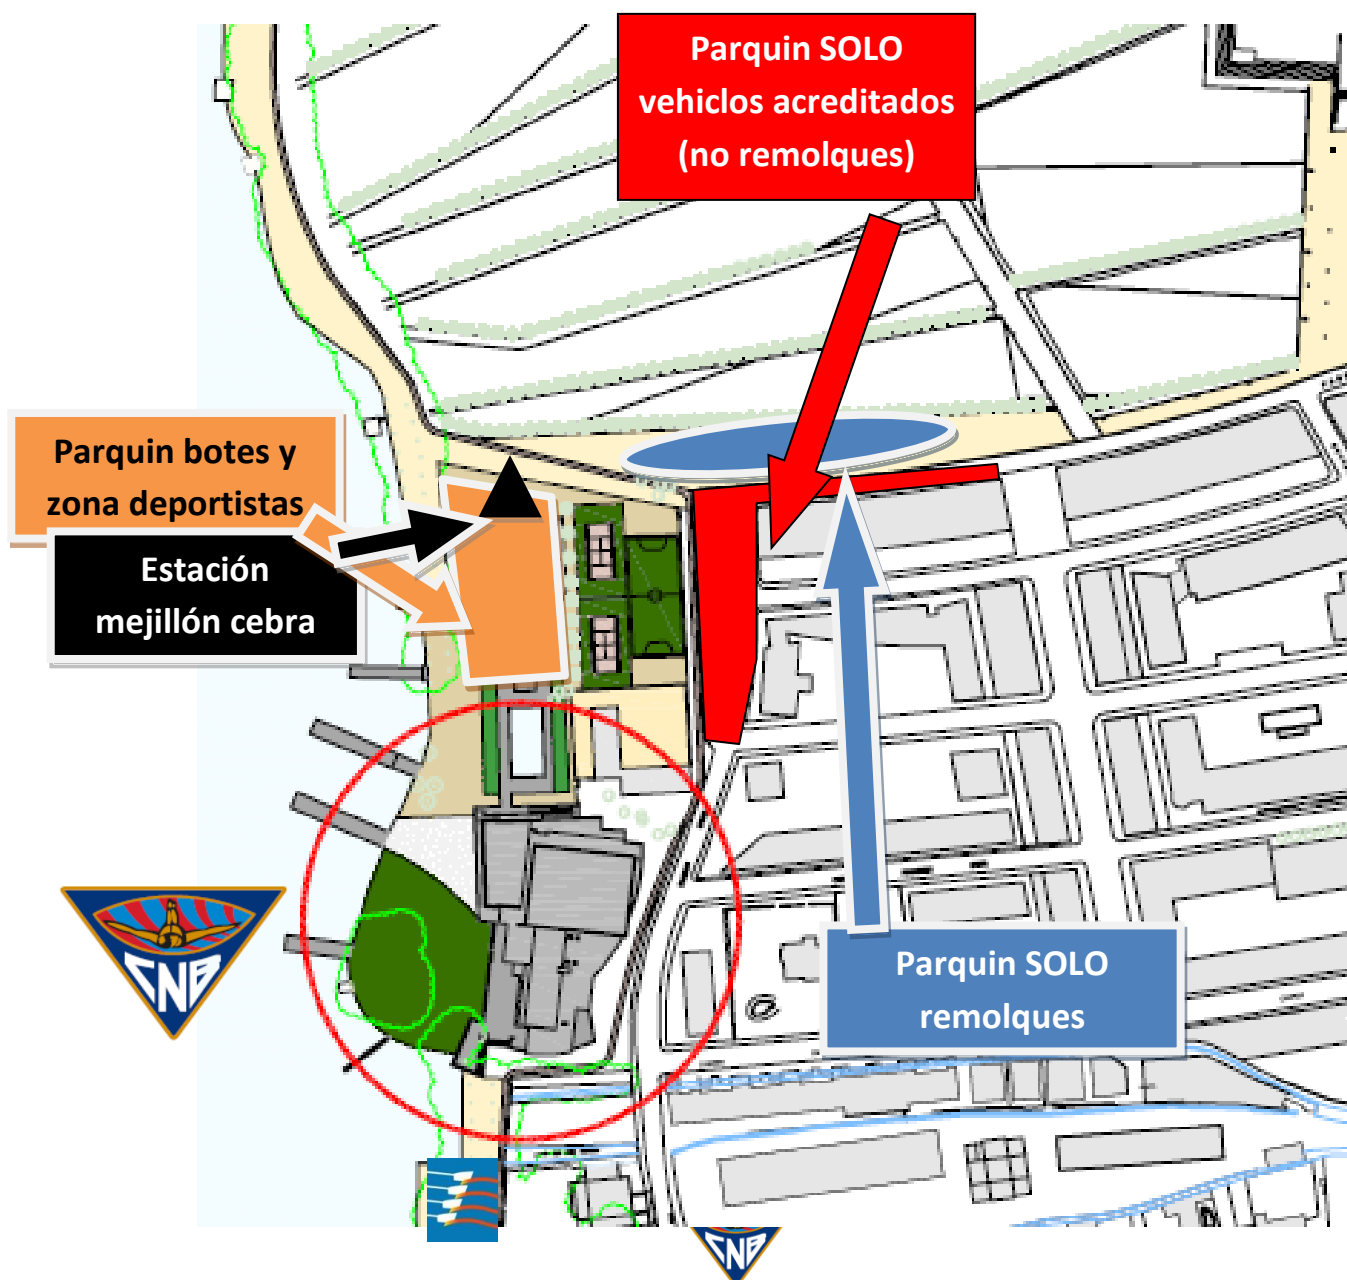 Parquin SOLO
vehiclos acreditados
(no remolques)
Parquin botes y
zona deportistas
Estación
mejillón cebra
CNB
Parquin SOLO
remolques
CNB